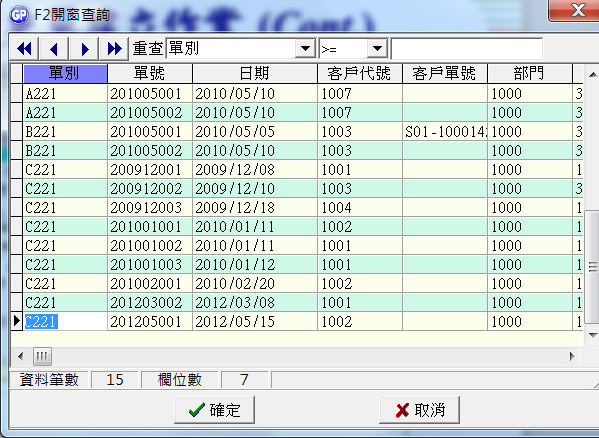 GP F2開窗查詢
重查 單別 >=
單別 單號 日期 客戶代號 客戶單號 部門
A221 201005001 2010/05/10 1007 1000 3
A221 201005002 2010/05/10 1007 1000 3
B221 201005001 2010/05/05 1003 S01-1000142 1000 3
B221 201005002 2010/05/10 1003 1000 3
C221 200912001 2009/12/08 1001 1000 1
C221 200912002 2009/12/10 1003 1000 3
C221 200912003 2009/12/18 1004 1000 1
C221 201001001 2010/01/11 1002 1000 1
C221 201001002 2010/01/11 1001 1000 1
C221 201001003 2010/01/12 1001 1000 1
C221 201002001 2010/02/20 1002 1000 1
C221 201203002 2012/03/08 1001 1000 1
C221 201205001 2012/05/15 1002 1000 1
資料筆數 15 欄位數 7
確定 取消